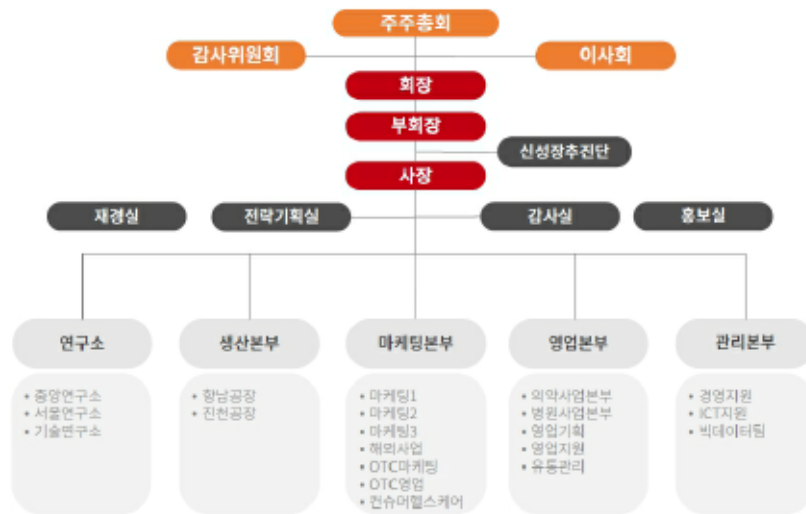 주주총회
감사위원회
이사회
회장
부회장
신성장추진단
사장
재경실
전략기획실
감사실
홍보실
연구소
생산본부
마케팅본부
영업본부
관리본부
• 중앙연구소
• 서울연구소
• 기술연구소
• 향남공장
• 진천공장
• 마케팅1
• 마케팅2
• 마케팅3
• 해외사업
• OTC마케팅
• OTC영업
• 컨슈머헬스케어
• 의약사업본부
• 병원사업본부
• 영업기획
• 영업지원
• 유통관리
• 경영지원
• ICT지원
• 빅데이터팀